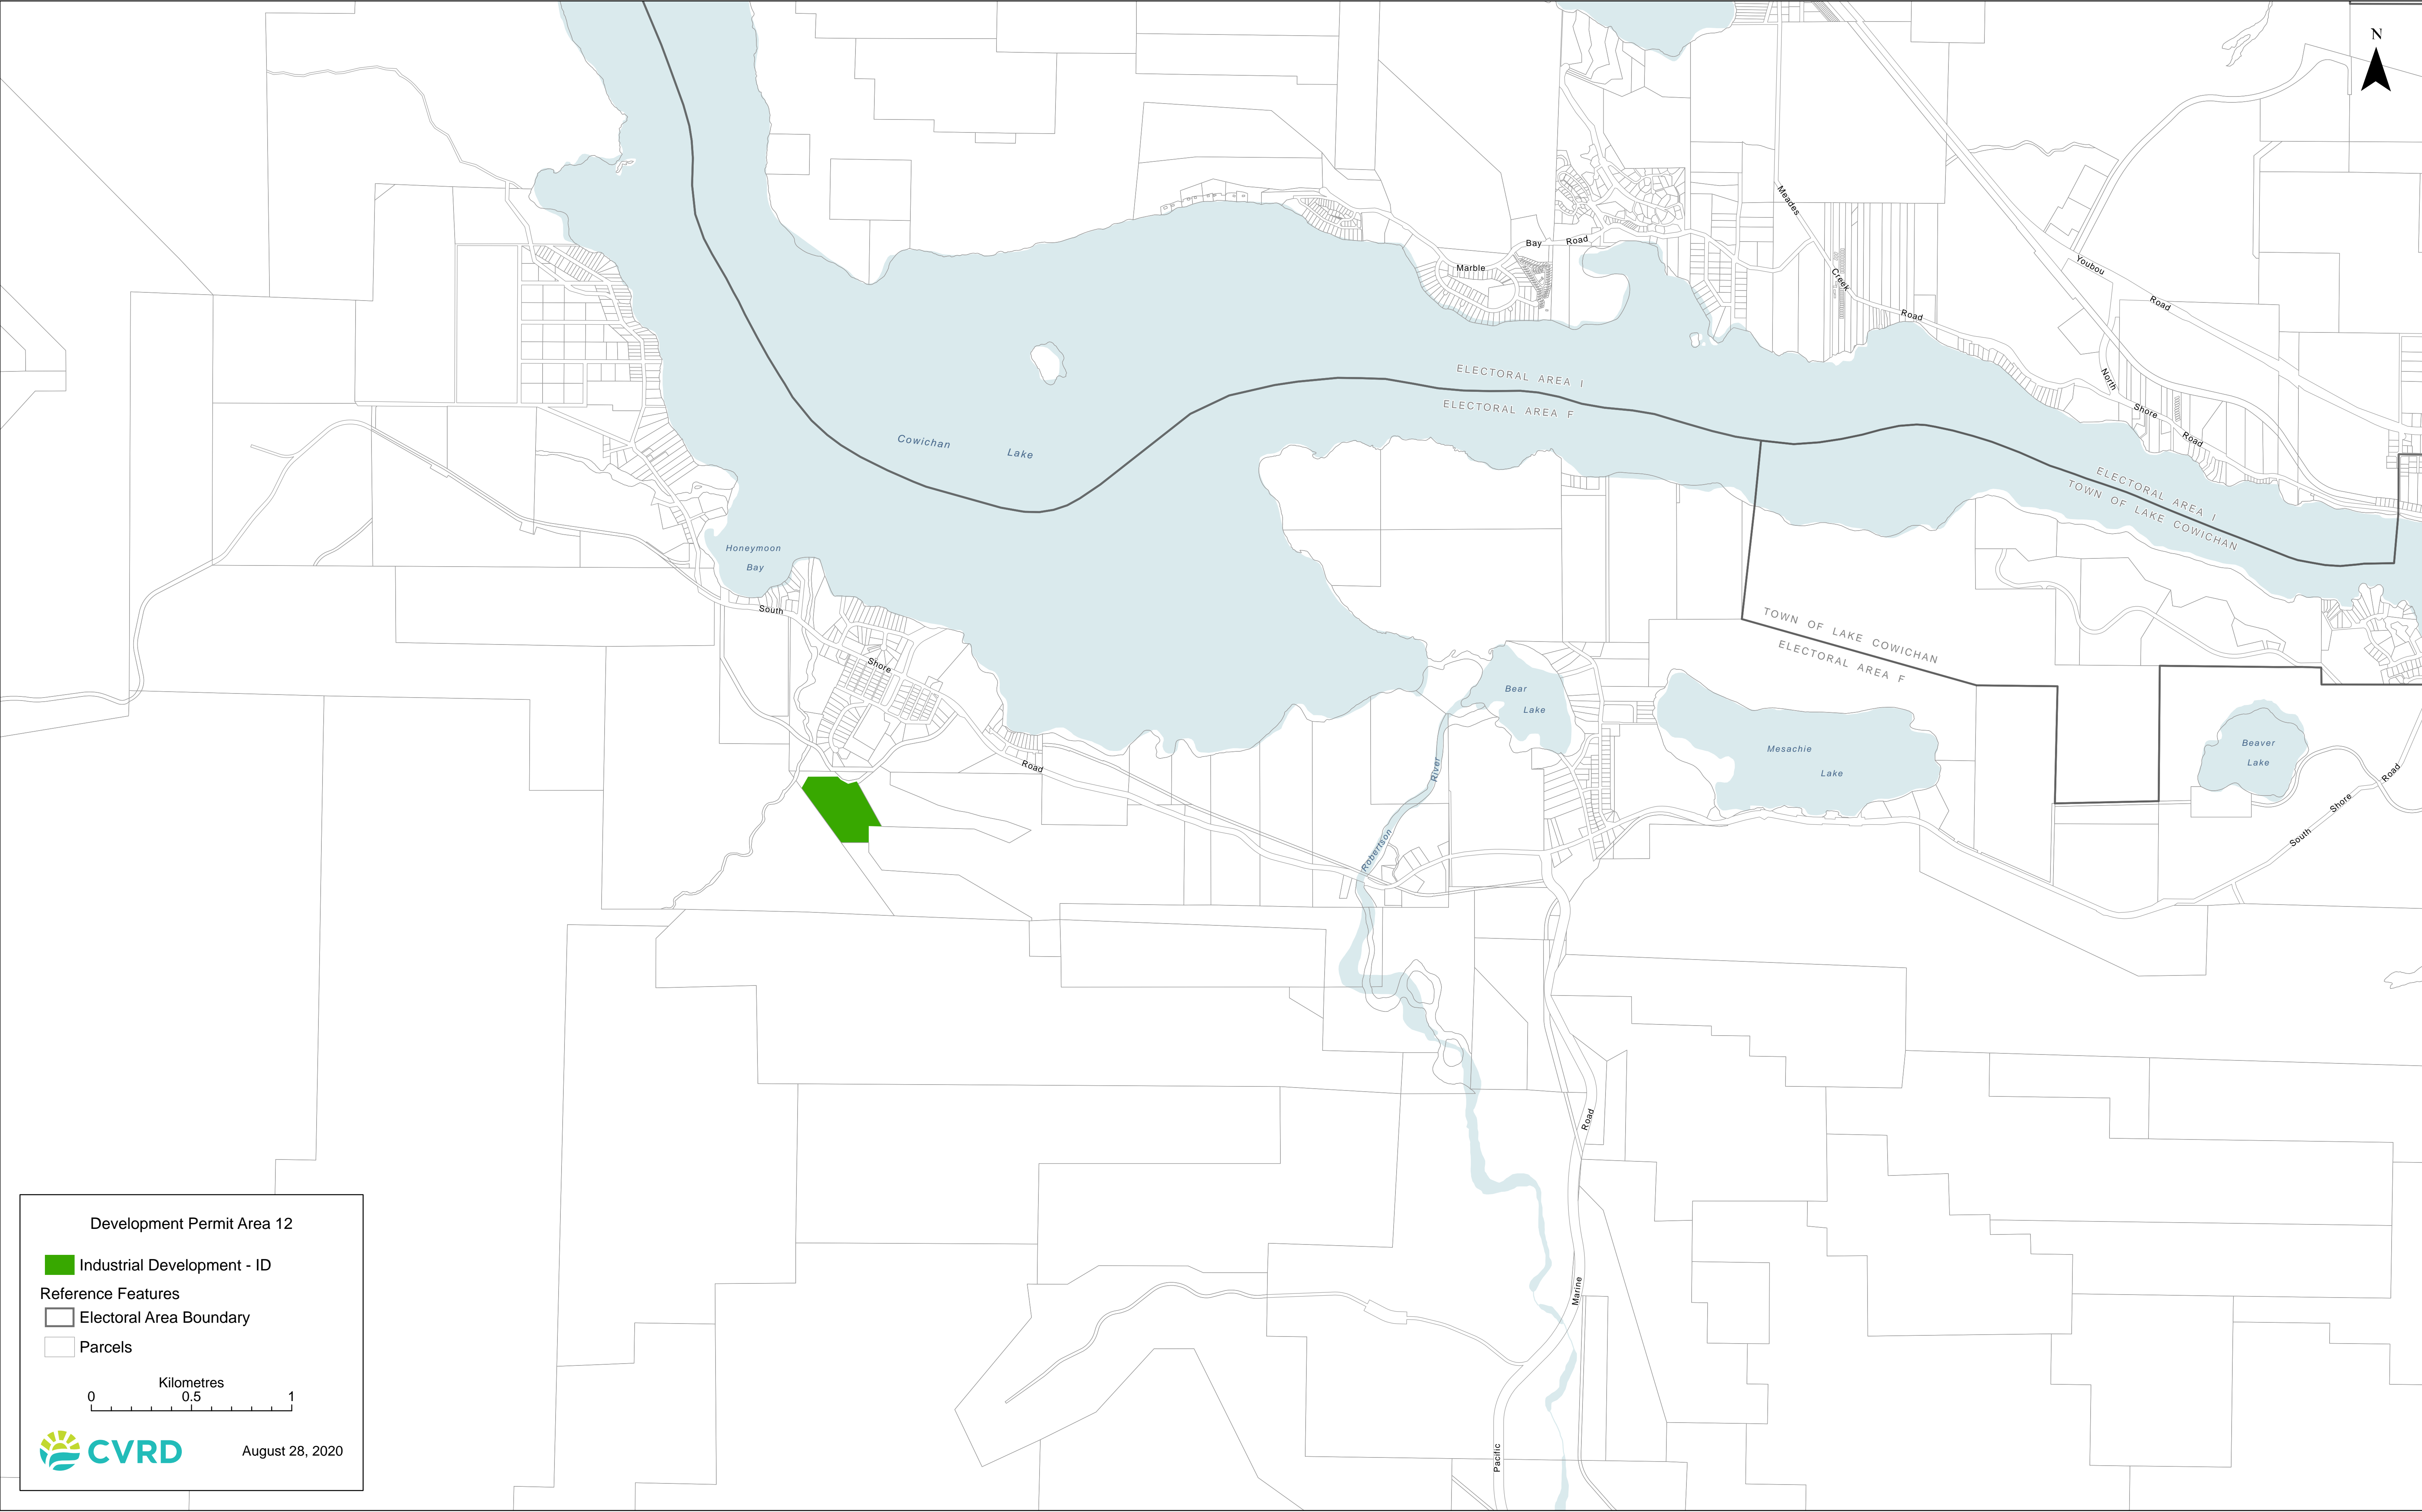 N
Meades
Creek
Road
Bay Road
Marble
Youbou
Road
North
Shore
Road
ELECTORAL AREA I
ELECTORAL AREA F
Cowichan Lake
ELECTORAL AREA I
TOWN OF LAKE COWICHAN
Honeymoon
Bay
South
Shore
Road
TOWN OF LAKE COWICHAN
ELECTORAL AREA F
Bear
Lake
Mesachie
Lake
Beaver
Lake
River
Robertson
South
Shore
Road
Road
Marine
Pacific
Development Permit Area 12
Industrial Development - ID
Reference Features
Electoral Area Boundary
Parcels
Kilometres
0 0.5 1
CVRD
August 28, 2020